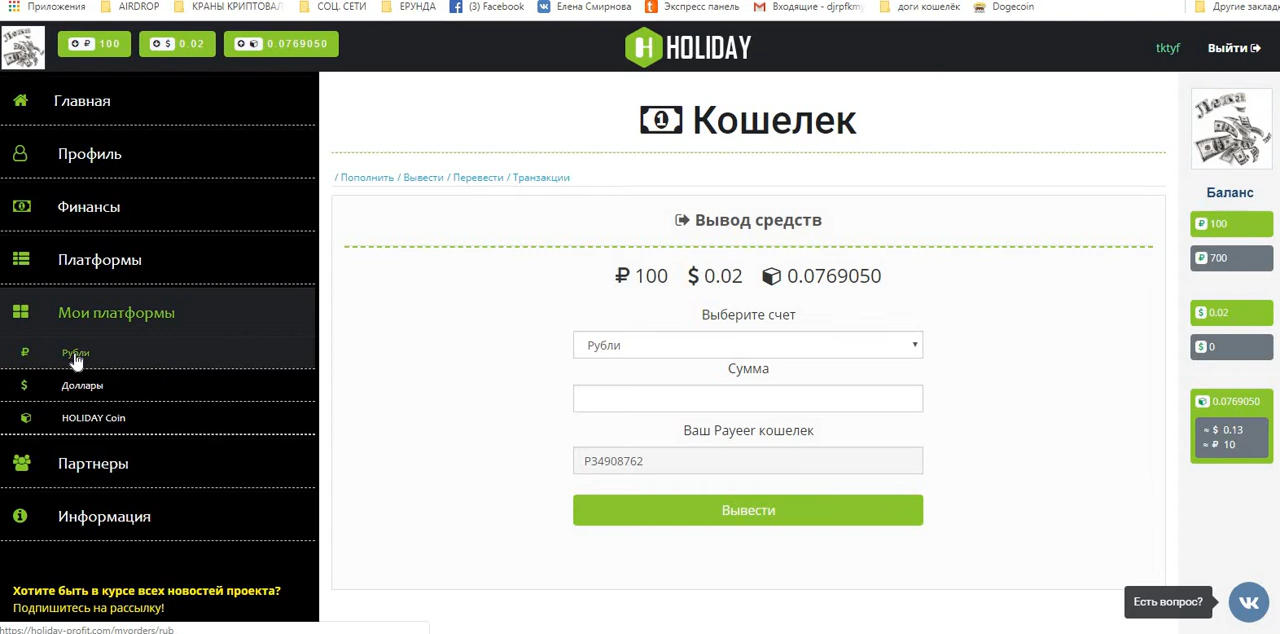 Приложения AIRDROP КРАНЫ КРИПТОВАЛ СОЦ. СЕТИ ЕРУНДА (3) Facebook Елена Смирнова Экспресс панель Входящие - djrpfkmy доги кошелёк Dogecoin Другие заклад
₽ 100 $ 0.02 0.0769050
HOLIDAY
tktyf Выйти
Главная
Профиль
Финансы
Платформы
Мои платформы
₽ Рубли
$ Доллары
HOLIDAY Coin
Партнеры
Информация
Хотите быть в курсе всех новостей проекта?
Подпишитесь на рассылку!
https://holiday-profit.com/myorders/rub
Кошелек
/ Пополнить / Вывести / Перевести / Транзакции
Вывод средств
₽ 100 $ 0.02 0.0769050
Выберите счет
Рубли
Сумма
Ваш Payeer кошелек
P34908762
Вывести
Лена
Баланс
₽ 100
₽ 700
$ 0.02
$ 0
0.0769050
≈ $ 0.13
≈ ₽ 10
Есть вопрос?